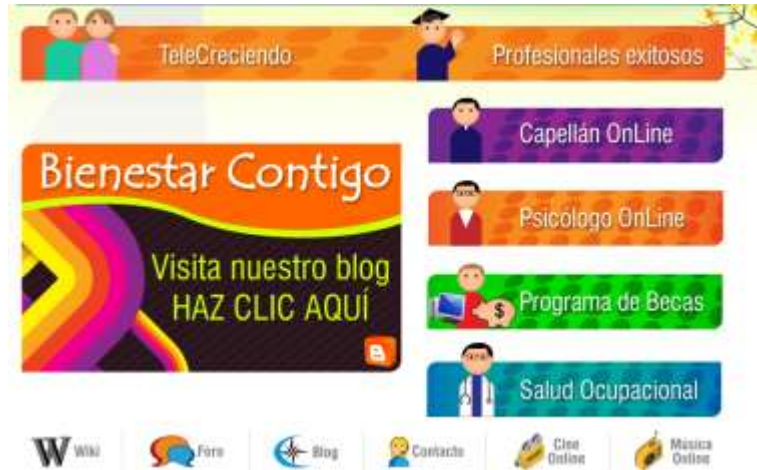 TeleCreciendo
Profesionales exitosos
Capellán OnLine
Bienestar Contigo
Psicólogo OnLine
Visita nuestro blog
HAZ CLIC AQUÍ
Programa de Becas
$
Salud Ocupacional
W Wiki
Foro
Blog
Contacto
Cine
Online
Música
Online